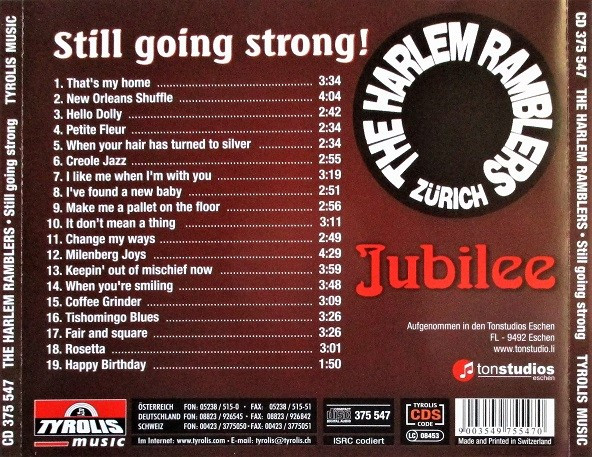 Still going strong!
1. That's my home 3:34
2. New Orleans Shuffle 4:04
3. Hello Dolly 2:42
4. Petite Fleur 2:34
5. When your hair has turned to silver 2:34
6. Creole Jazz 2:55
7. I like me when I'm with you 3:19
8. I've found a new baby 2:51
9. Make me a pallet on the floor 2:56
10. It don't mean a thing 3:11
11. Change my ways 2:49
12. Milenberg Joys 4:29
13. Keepin' out of mischief now 3:59
14. When you're smiling 3:48
15. Coffee Grinder 3:09
16. Tishomingo Blues 3:26
17. Fair and square 3:26
18. Rosetta 3:01
19. Happy Birthday 1:50
THE HARLEM RAMBLERS
ZÜRICH
Jubilee
Aufgenommen in den Tonstudios Eschen
FL - 9492 Eschen
www.tonstudio.li
tonstudios
eschen
TYROLIS
music
ÖSTERREICH FON: 05238 / 515-0 · FAX: 05238 / 515-51
DEUTSCHLAND FON: 08823 / 926545 · FAX: 08823 / 926842
SCHWEIZ FON: 00423 / 3775050 · FAX: 00423 / 3775051
Im Internet: www.tyrolis.com · E-mail: tyrolis@tyrolis.ch
COMPACT
disc
DIGITAL AUDIO
375 547
ISRC codiert
TYROLIS
CDS
CODE
LC 08453
9003549755470
Made and Printed in Switzerland
CD 375 547 THE HARLEM RAMBLERS • Still going strong TYROLIS MUSIC
CD 375 547 THE HARLEM RAMBLERS • Still going strong TYROLIS MUSIC